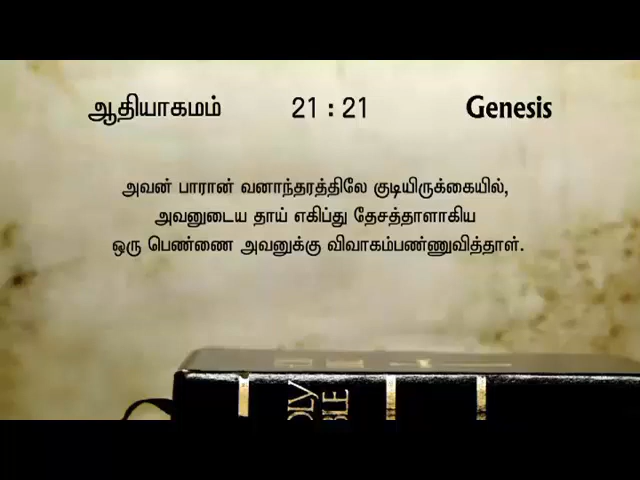 ஆதியாகமம் 21 : 21 Genesis
அவன் பாரான் வனாந்தரத்திலே குடியிருக்கையில்,
அவனுடைய தாய் எகிப்து தேசத்தாளாகிய
ஒரு பெண்ணை அவனுக்கு விவாகம்பண்ணுவித்தாள்.